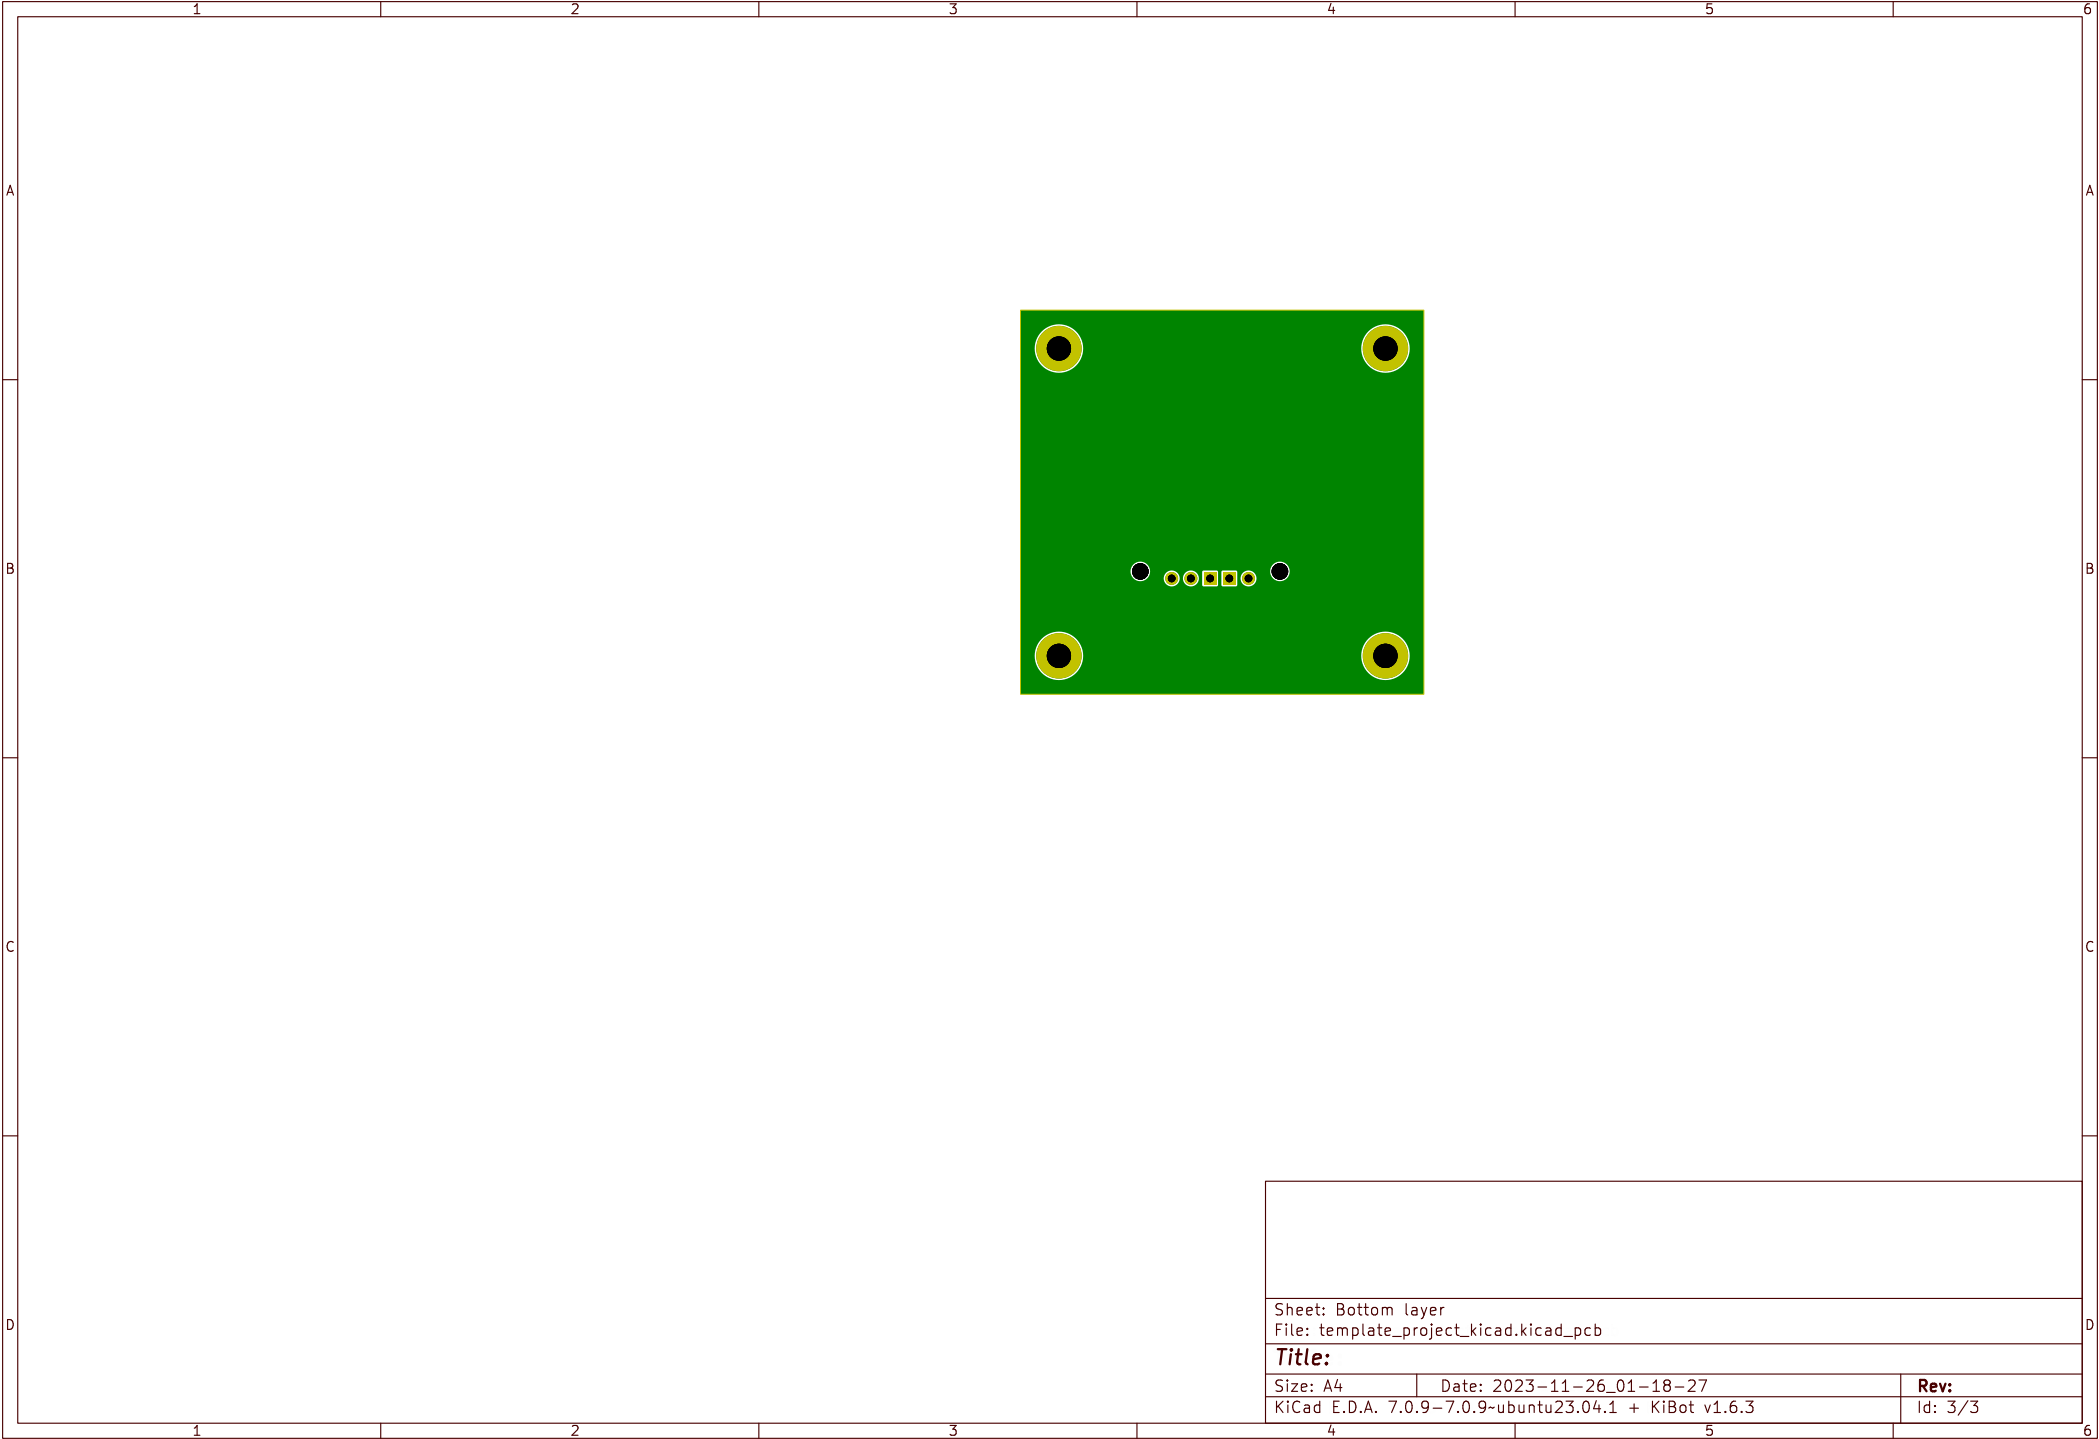 1 2 3 4 5 6
A A
B B
C C
D D
Sheet: Bottom layer
File: template_project_kicad.kicad_pcb
Title:
Size: A4 Date: 2023-11-26_01-18-27 Rev:
KiCad E.D.A. 7.0.9-7.0.9~ubuntu23.04.1 + KiBot v1.6.3 Id: 3/3
1 2 3 4 5 6